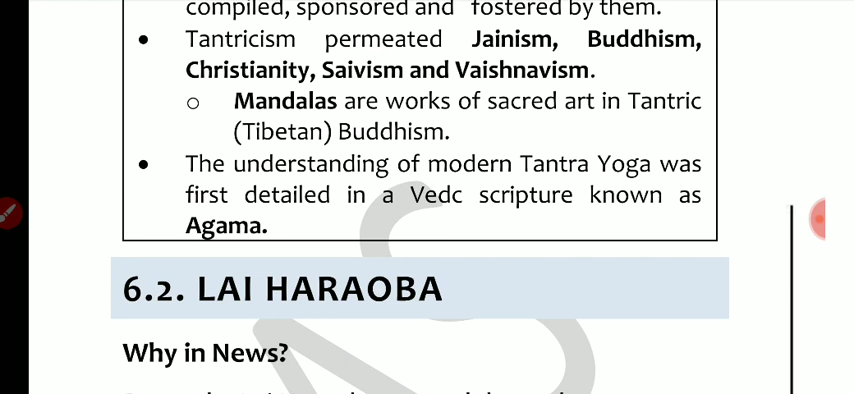 compiled, sponsored and fostered by them.
• Tantricism permeated Jainism, Buddhism,
Christianity, Saivism and Vaishnavism.
o Mandalas are works of sacred art in Tantric
(Tibetan) Buddhism.
• The understanding of modern Tantra Yoga was
first detailed in a Vedc scripture known as
Agama.
6.2. LAI HARAOBA
Why in News?